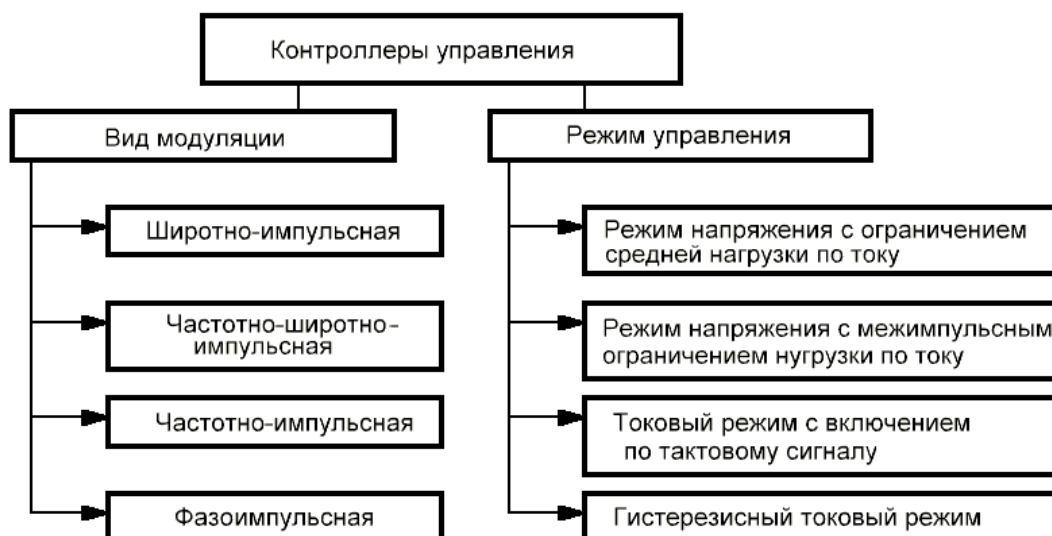 Контроллеры управления
Вид модуляции
Режим управления
Широтно-импульсная
Частотно-широтно-
импульсная
Частотно-импульсная
Фазоимпульсная
Режим напряжения с ограничением
средней нагрузки по току
Режим напряжения с межимпульсным
ограничением нугрузки по току
Токовый режим с включением
по тактовому сигналу
Гистерезисный токовый режим